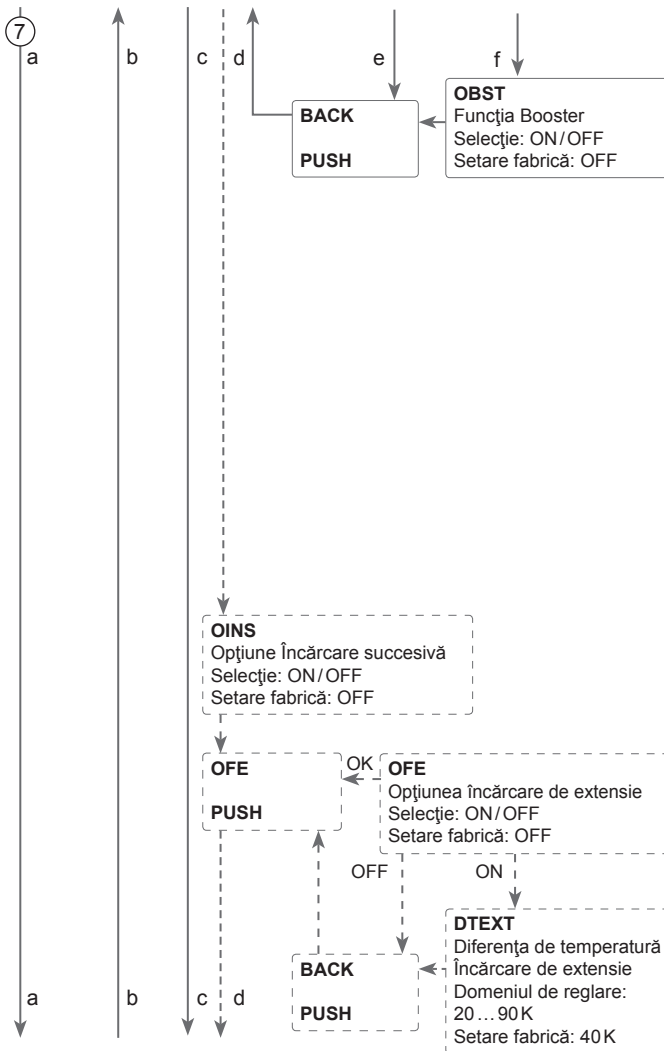 7
a
b
c
d
e
f
BACK
PUSH
OBST
Funcţia Booster
Selecţie: ON/OFF
Setare fabrică: OFF
OINS
Opţiune Încărcare succesivă
Selecţie: ON/OFF
Setare fabrică: OFF
OFE
PUSH
OK
OFE
Opţiunea încărcare de extensie
Selecţie: ON/OFF
Setare fabrică: OFF
OFF
ON
BACK
PUSH
DTEXT
Diferenţa de temperatură
Încărcare de extensie
Domeniul de reglare:
20…90K
Setare fabrică: 40K
a
b
c
d